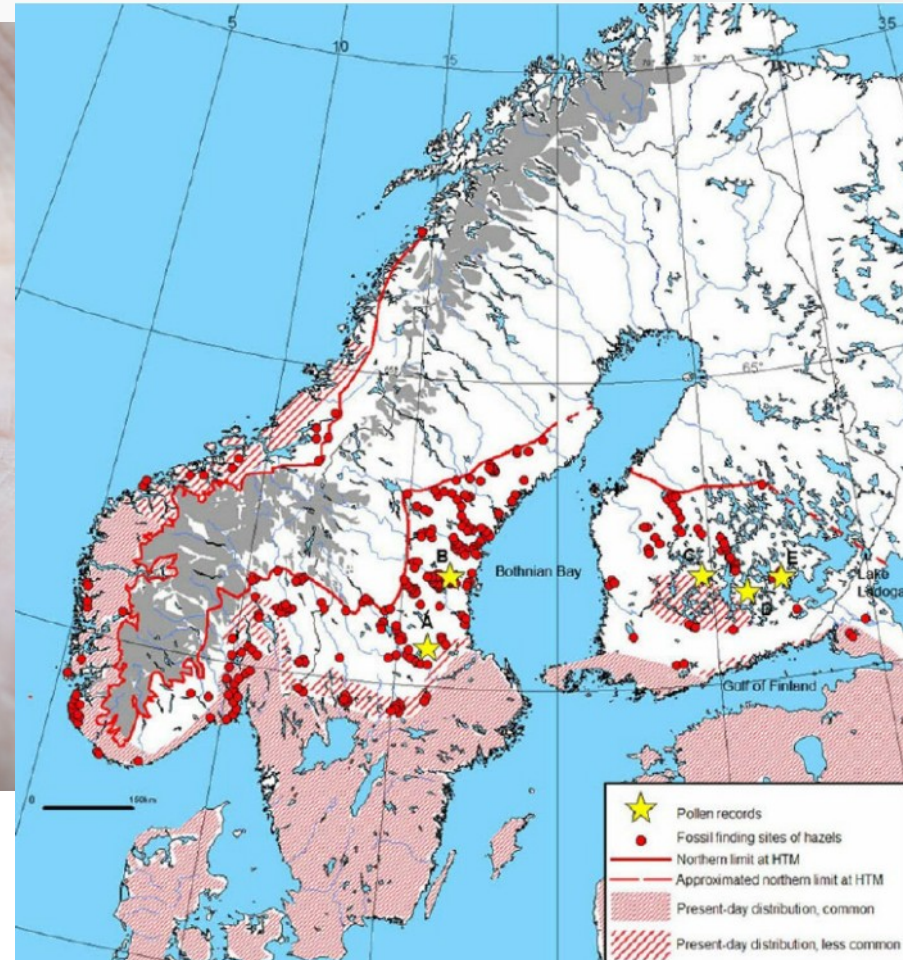 5
10
15
35
70°
65°
B
A
C
E
D
Bothnian Bay
Lake
Ladoga
Gulf of Finland
0
150km
Pollen records
Fossil finding sites of hazels
Northern limit at HTM
Approximated northern limit at HTM
Present-day distribution, common
Present-day distribution, less common